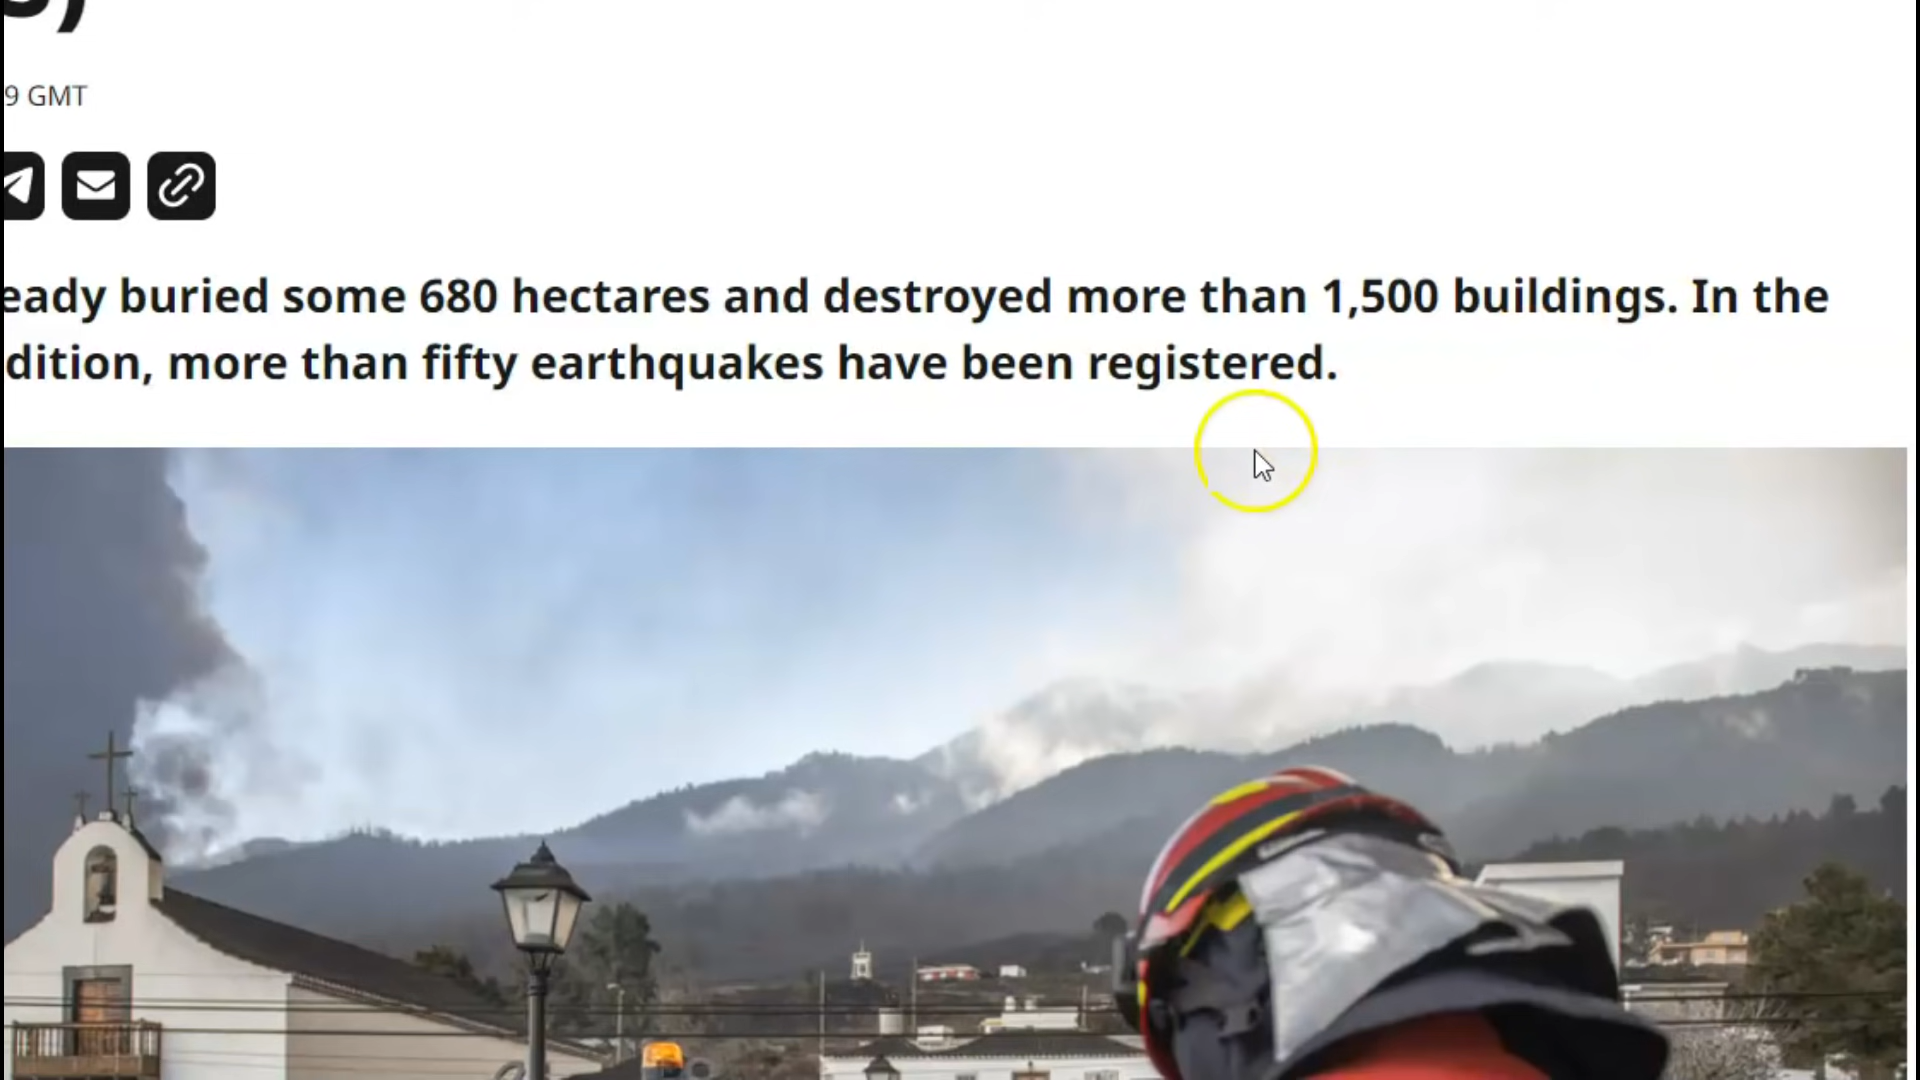 9 GMT
eady buried some 680 hectares and destroyed more than 1,500 buildings. In the
dition, more than fifty earthquakes have been registered.